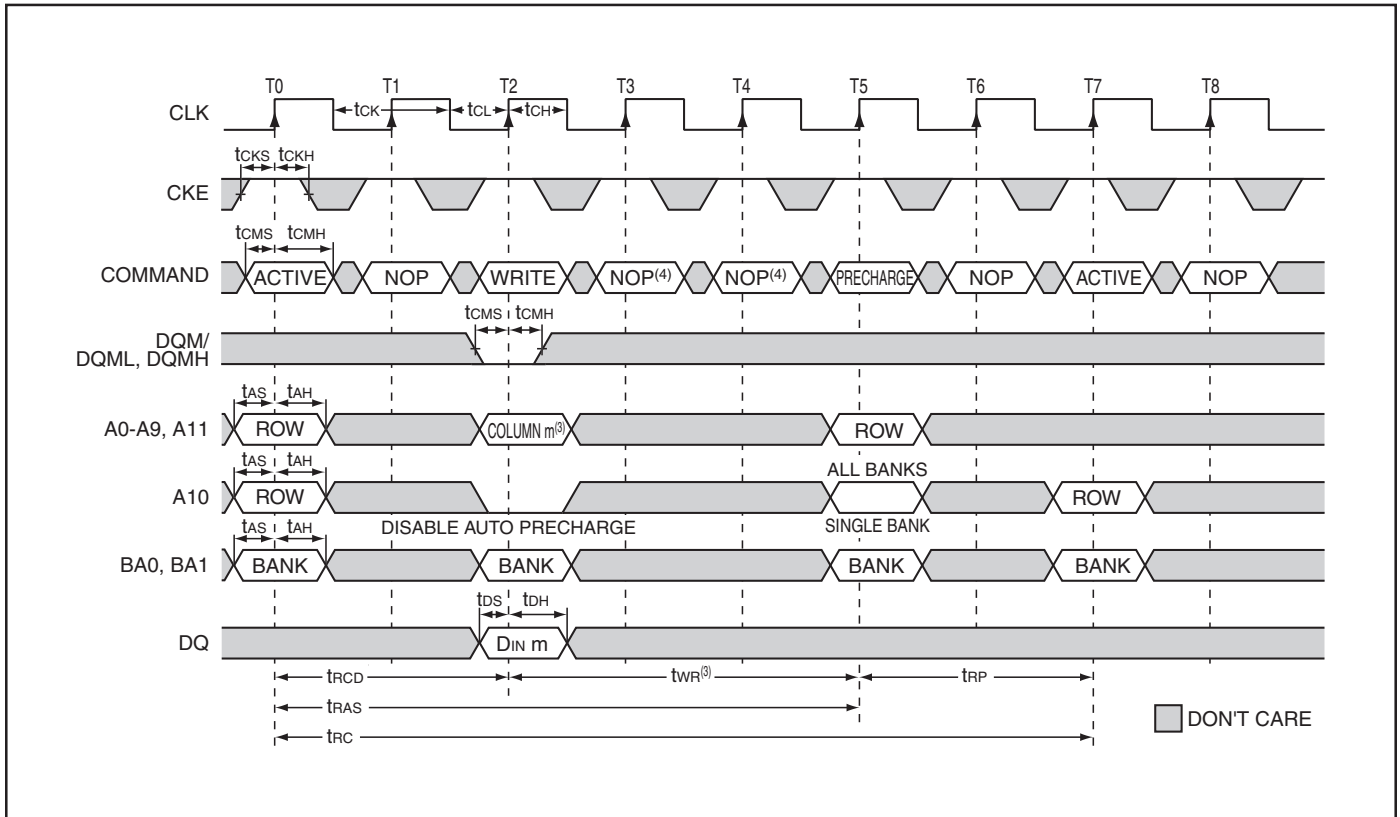 T0 T1 T2 T3 T4 T5 T6 T7 T8
CLK tCK tCL tCH
tCKS tCKH
CKE
tCMS tCMH
COMMAND ACTIVE NOP WRITE NOP(4) NOP(4) PRECHARGE NOP ACTIVE NOP
tCMS tCMH
DQM/
DQML, DQMH
tAS tAH
A0-A9, A11 ROW COLUMN m(3) ROW
tAS tAH ALL BANKS
A10 ROW ROW
DISABLE AUTO PRECHARGE SINGLE BANK
tAS tAH
BA0, BA1 BANK BANK BANK BANK
tDS tDH
DQ DIN m
tRCD tWR(3) tRP
tRAS
DON'T CARE
tRC